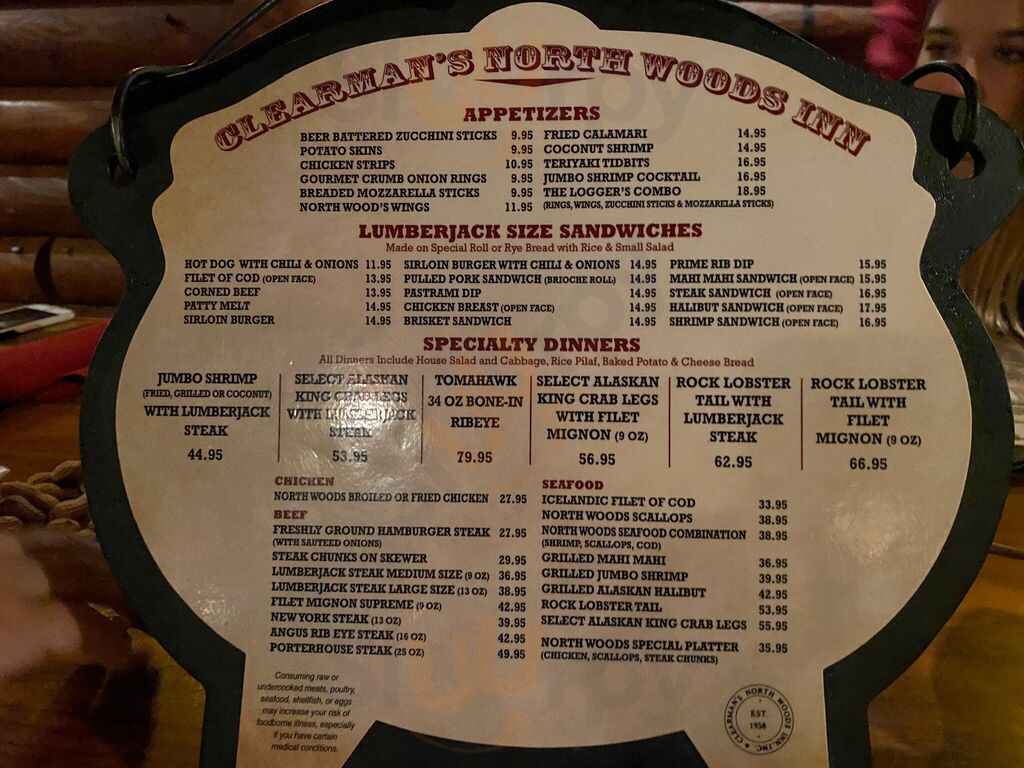 CLEARMAN'S NORTH WOODS INN
APPETIZERS
BEER BATTERED ZUCCHINI STICKS 9.95
POTATO SKINS 9.95
CHICKEN STRIPS 10.95
GOURMET CRUMB ONION RINGS 9.95
BREADED MOZZARELLA STICKS 9.95
NORTH WOOD'S WINGS 11.95
FRIED CALAMARI 14.95
COCONUT SHRIMP 14.95
TERIYAKI TIDBITS 16.95
JUMBO SHRIMP COCKTAIL 16.95
THE LOGGER'S COMBO 18.95
(RINGS, WINGS, ZUCCHINI STICKS & MOZZARELLA STICKS)
LUMBERJACK SIZE SANDWICHES
Made on Special Roll or Rye Bread with Rice & Small Salad
HOT DOG WITH CHILI & ONIONS 11.95
FILET OF COD (OPEN FACE) 13.95
CORNED BEEF 13.95
PATTY MELT 14.95
SIRLOIN BURGER 14.95
SIRLOIN BURGER WITH CHILI & ONIONS 14.95
PULLED PORK SANDWICH (BRIOCHE ROLL) 14.95
PASTRAMI DIP 14.95
CHICKEN BREAST (OPEN FACE) 14.95
BRISKET SANDWICH 14.95
PRIME RIB DIP 15.95
MAHI MAHI SANDWICH (OPEN FACE) 15.95
STEAK SANDWICH (OPEN FACE) 16.95
HALIBUT SANDWICH (OPEN FACE) 17.95
SHRIMP SANDWICH (OPEN FACE) 16.95
SPECIALTY DINNERS
All Dinners Include House Salad and Cabbage, Rice Pilaf, Baked Potato & Cheese Bread
JUMBO SHRIMP
(FRIED, GRILLED OR COCONUT)
WITH LUMBERJACK
STEAK
44.95
SELECT ALASKAN
KING CRAB LEGS
WITH LUMBERJACK
STEAK
53.95
TOMAHAWK
34 OZ BONE-IN
RIBEYE
79.95
SELECT ALASKAN
KING CRAB LEGS
WITH FILET
MIGNON (9 OZ)
56.95
ROCK LOBSTER
TAIL WITH
LUMBERJACK
STEAK
62.95
ROCK LOBSTER
TAIL WITH
FILET
MIGNON (9 OZ)
66.95
CHICKEN
NORTH WOODS BROILED OR FRIED CHICKEN 27.95
BEEF
FRESHLY GROUND HAMBURGER STEAK 27.95
(WITH SAUTEED ONIONS)
STEAK CHUNKS ON SKEWER 29.95
LUMBERJACK STEAK MEDIUM SIZE (9 OZ) 36.95
LUMBERJACK STEAK LARGE SIZE (13 OZ) 38.95
FILET MIGNON SUPREME (9 OZ) 42.95
NEW YORK STEAK (13 OZ) 39.95
ANGUS RIB EYE STEAK (16 OZ) 42.95
PORTERHOUSE STEAK (25 OZ) 49.95
SEAFOOD
ICELANDIC FILET OF COD 33.95
NORTH WOODS SCALLOPS 38.95
NORTH WOODS SEAFOOD COMBINATION 38.95
(SHRIMP, SCALLOPS, COD)
GRILLED MAHI MAHI 36.95
GRILLED JUMBO SHRIMP 39.95
GRILLED ALASKAN HALIBUT 42.95
ROCK LOBSTER TAIL 53.95
SELECT ALASKAN KING CRAB LEGS 55.95
NORTH WOODS SPECIAL PLATTER 35.95
(CHICKEN, SCALLOPS, STEAK CHUNKS)
Consuming raw or
undercooked meats, poultry,
seafood, shellfish, or eggs
may increase your risk of
foodborne illness, especially
if you have certain
medical conditions.
CLEARMAN'S NORTH WOODS INN, INC.
EST.
1958